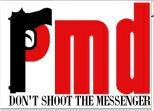 pmd
DON'T SHOOT THE MESSENGER